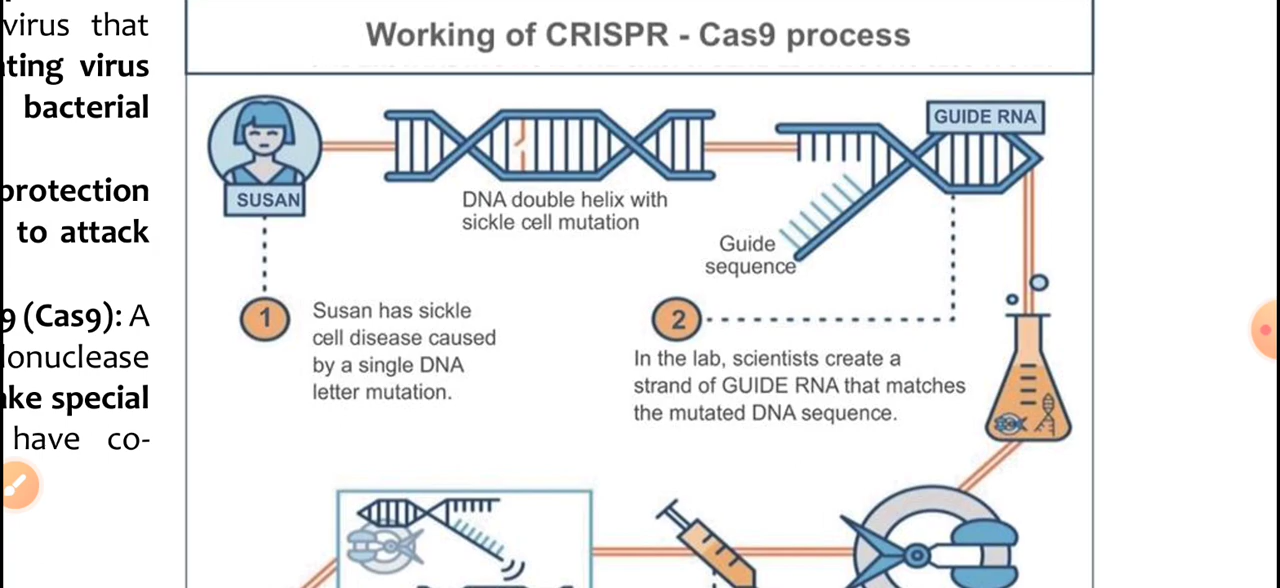 virus that
ting virus
bacterial
protection
to attack
9 (Cas9): A
have co-
Working of CRISPR - Cas9 process
GUIDE RNA
SUSAN
DNA double helix with
sickle cell mutation
Guide
sequence
1
Susan has sickle
cell disease caused
by a single DNA
letter mutation.
2
In the lab, scientists create a
strand of GUIDE RNA that matches
the mutated DNA sequence.